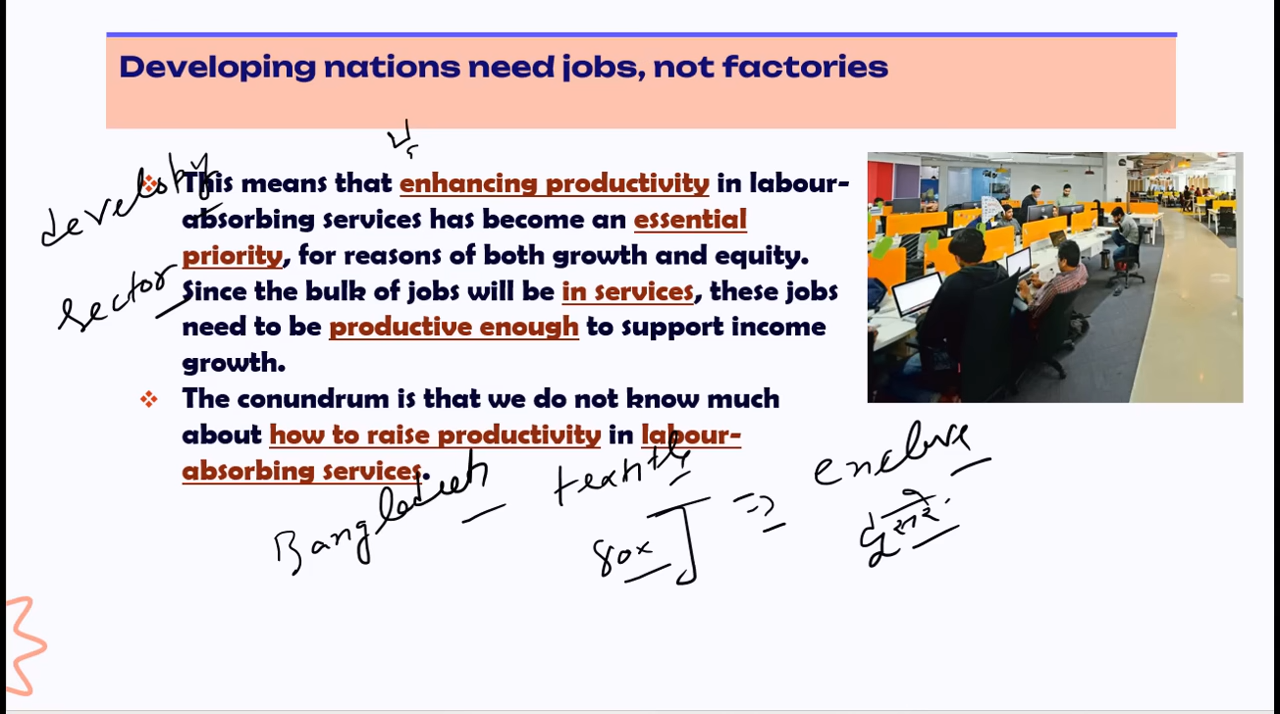 Developing nations need jobs, not factories
❖ This means that enhancing productivity in labour-
absorbing services has become an essential
priority, for reasons of both growth and equity.
Since the bulk of jobs will be in services, these jobs
need to be productive enough to support income
growth.
❖ The conundrum is that we do not know much
about how to raise productivity in labour-
absorbing services.
sector
Bangladesh